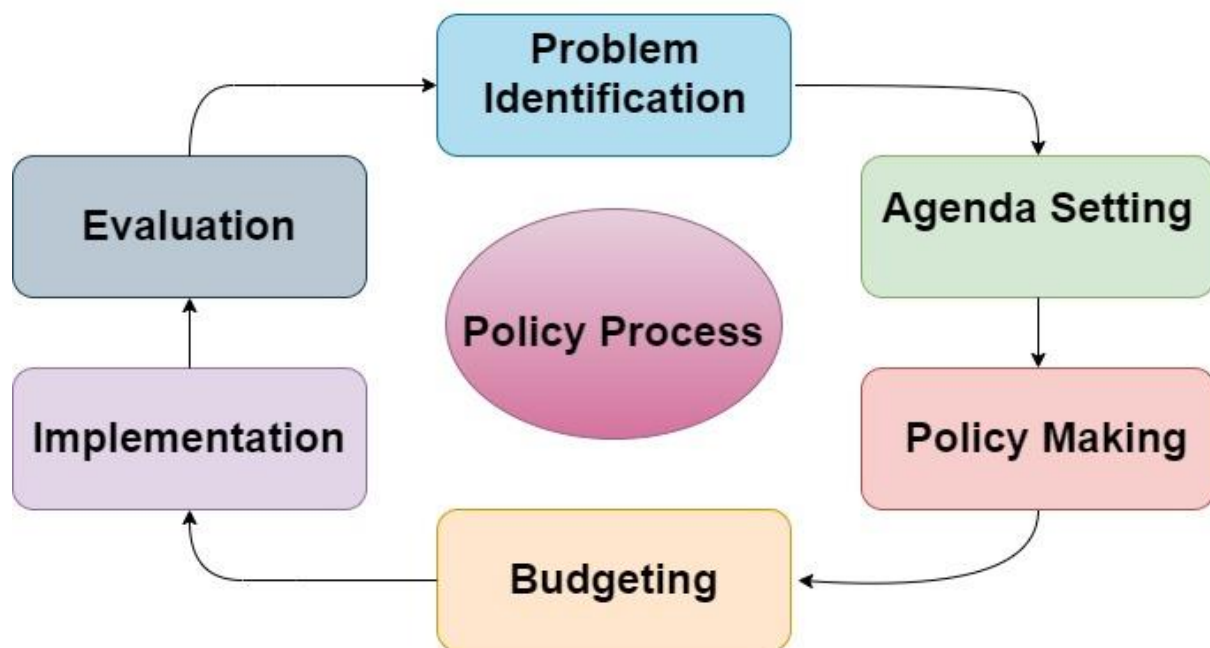 Problem
Identification
Agenda Setting
Evaluation
Policy Process
Policy Making
Implementation
Budgeting